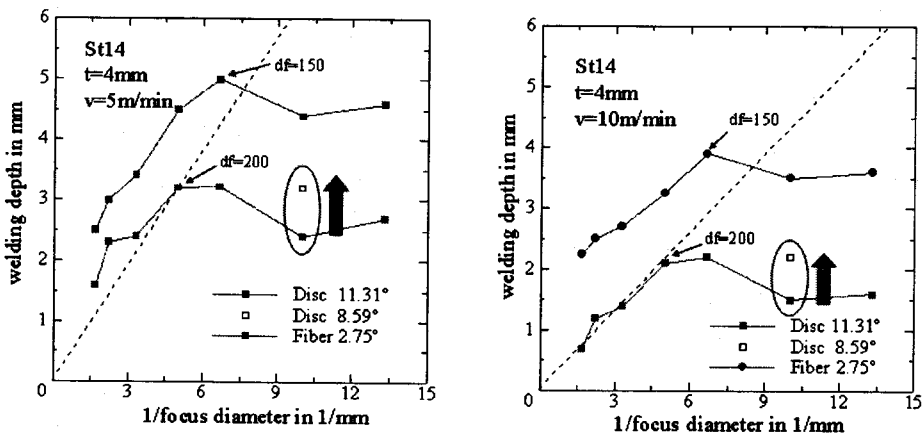 6
5
4
3
2
1
0
St14
t=4mm
v=5m/min
df=150
df=200
Disc 11.31°
Disc 8.59°
Fiber 2.75°
3
6
9
12
15
1/focus diameter in 1/mm
welding depth in mm
6
5
4
3
2
1
0
St14
t=4mm
v=10m/min
df=150
df=200
Disc 11.31°
Disc 8.59°
Fiber 2.75°
3
6
9
12
15
1/focus diameter in 1/mm
welding depth in mm